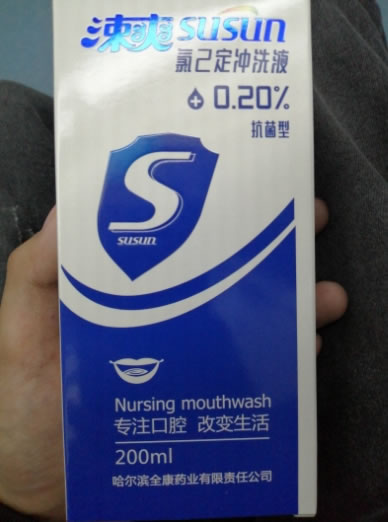 涑爽 susun
氯己定冲洗液
0.20%
抗菌型
S
susun
Nursing mouthwash
专注口腔 改变生活
200ml
哈尔滨全康药业有限责任公司